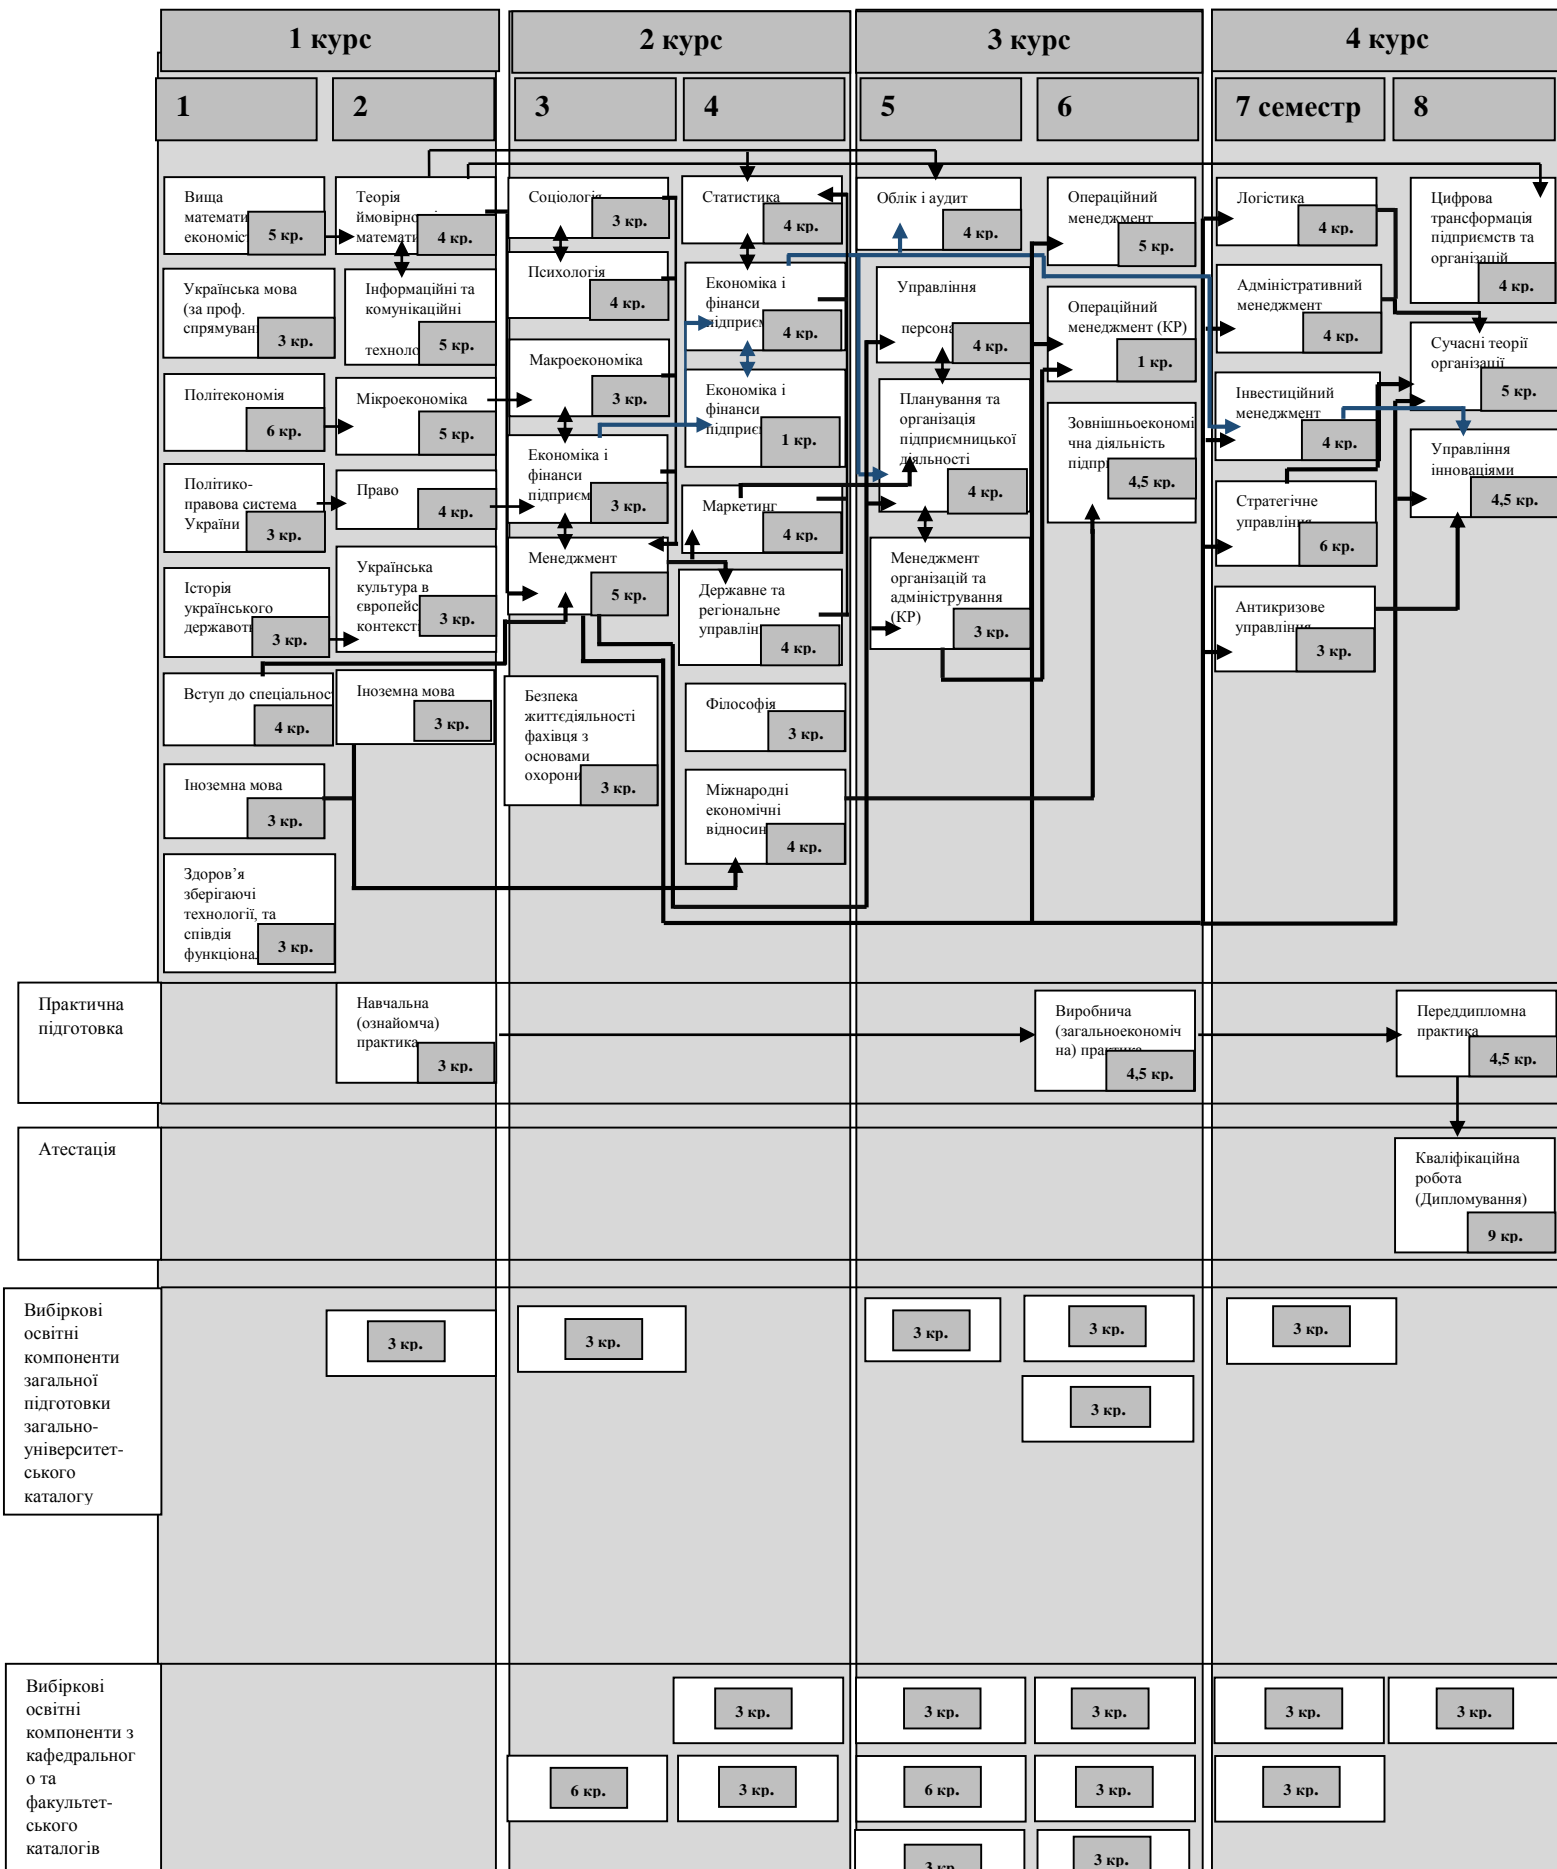 1 курс
2 курс
3 курс
4 курс
1
2
3
4
5
6
7 семестр
8
Вища
економіс
5 кр.
Українська мова
(за проф.
3 кр.
Політекономія
6 кр.
Політико-
правова система
України
3 кр.
Історія
українського
3 кр.
Вступ до спеціальнос
4 кр.
Іноземна мова
3 кр.
Здоров’я
зберігаючі
технології, та
співдія
функціона
3 кр.
Теорія
4 кр.
Інформаційні та
комунікаційні
техноло
5 кр.
Мікроекономіка
5 кр.
Право
4 кр.
Українська
культура в
європейс
контекст
3 кр.
Іноземна мова
3 кр.
Соціологія
3 кр.
Психологія
4 кр.
Макроекономіка
3 кр.
Економіка і
фінанси
підприєм
3 кр.
Менеджмент
5 кр.
Безпека
життєдіяльності
фахівця з
основами
охорони
3 кр.
Статистика
4 кр.
Економіка і
фінанси
4 кр.
Економіка і
фінанси
1 кр.
Маркетинг
4 кр.
Державне та
регіональне
управлін
4 кр.
Філософія
3 кр.
Міжнародні
економічні
відносин
4 кр.
Облік і аудит
4 кр.
Управління
персона
4 кр.
Планування та
організація
підприємницької
діяльності
4 кр.
Менеджмент
організацій та
адміністрування
(КР)
3 кр.
Операційний
менеджмент
5 кр.
Операційний
менеджмент (КР)
1 кр.
Зовнішньоекономі
чна діяльність
підпри
4,5 кр.
Логістика
4 кр.
Адміністративний
менеджмент
4 кр.
Інвестиційний
менеджмент
4 кр.
Стратегічне
управління
6 кр.
Антикризове
управління
3 кр.
Цифрова
трансформація
підприємств та
організацій
4 кр.
Сучасні теорії
організації
5 кр.
Управління
інноваціями
4,5 кр.
Практична
підготовка
Навчальна
(ознайомча)
практика
3 кр.
Виробнича
(загальноекономіч
на) практика
4,5 кр.
Переддипломна
практика
4,5 кр.
Атестація
Кваліфікаційна
робота
(Дипломування)
9 кр.
Вибіркові
освітні
компоненти
загальної
підготовки
загально-
університет-
ського
каталогу
3 кр.
3 кр.
3 кр.
3 кр.
3 кр.
3 кр.
Вибіркові
освітні
компоненти з
кафедральног
о та
факультет-
ського
каталогів
3 кр.
3 кр.
3 кр.
3 кр.
3 кр.
6 кр.
3 кр.
6 кр.
3 кр.
3 кр.
3 кр.
3 кр.